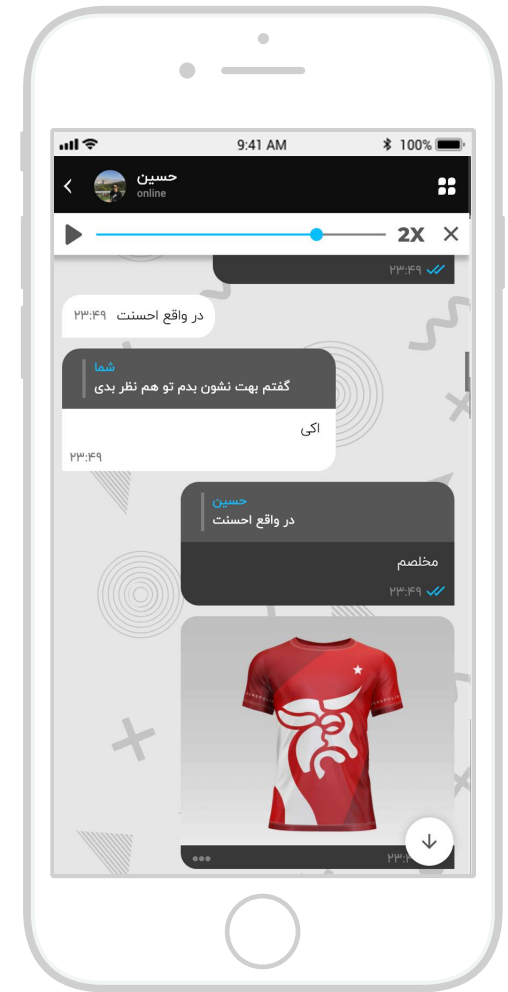 9:41 AM
100%
حسین
online
2X
۲۳:۴۹
در واقع احسنت ۲۳:۴۹
شما
گفتم بهت نشون بدم تو هم نظر بدی
اکی
۲۳:۴۹
حسین
در واقع احسنت
مخلصم
۲۳:۴۹